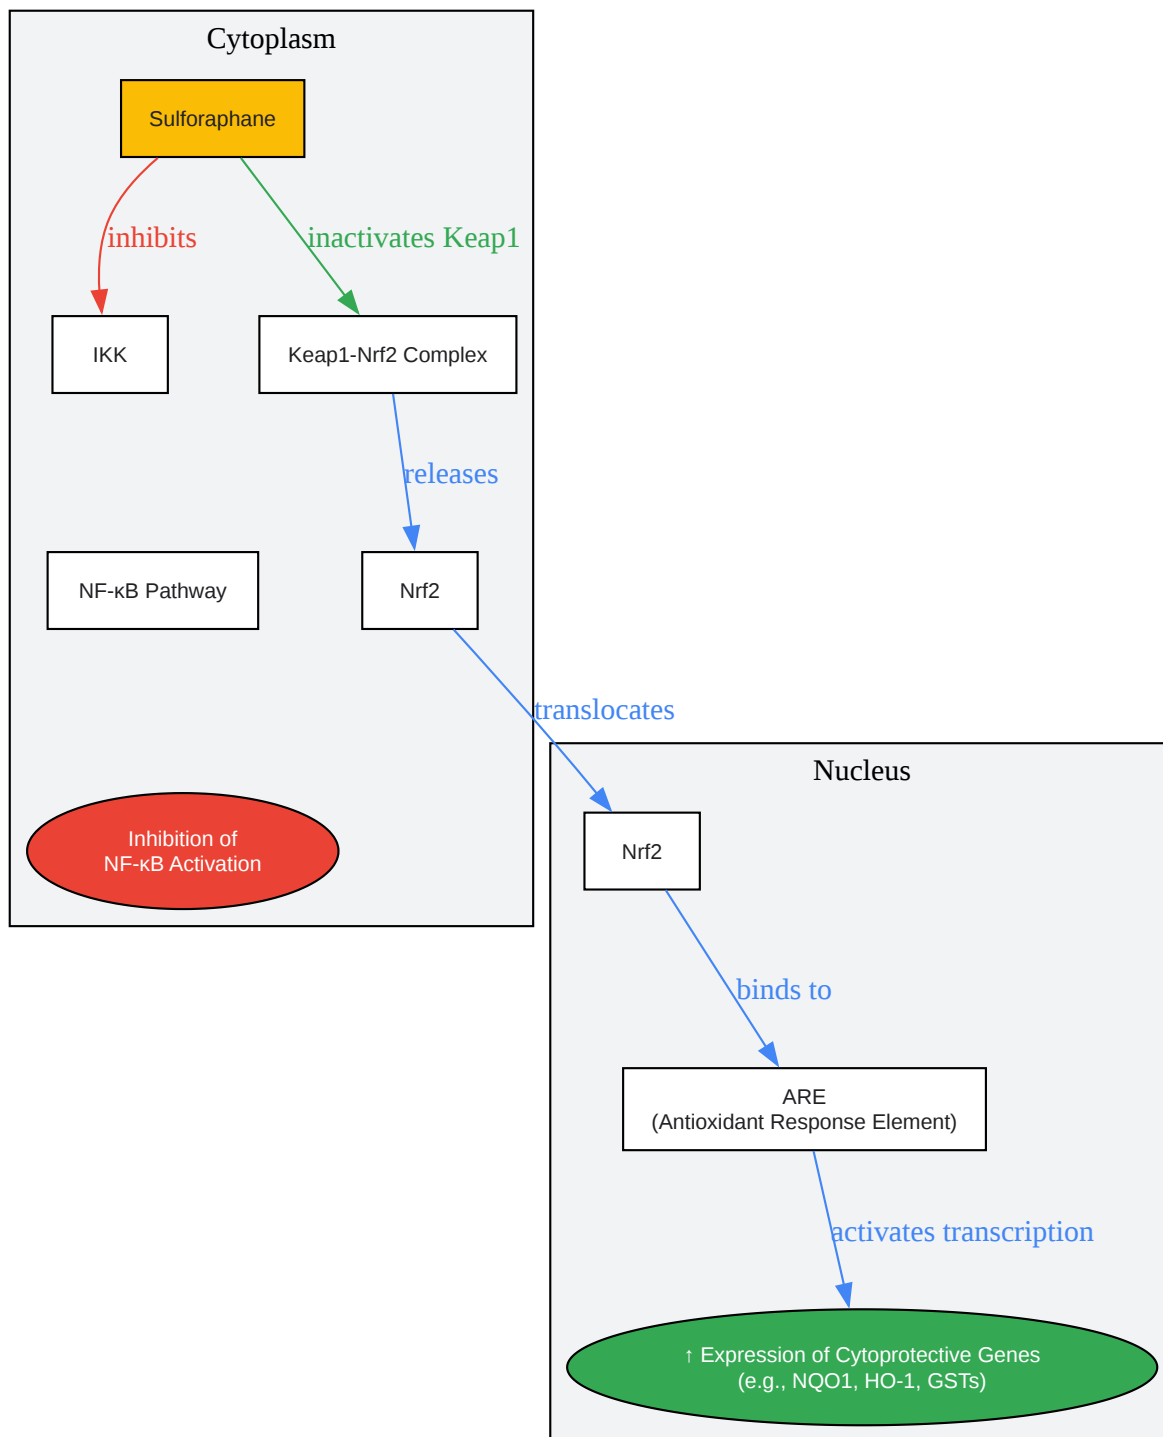 Cytoplasm
Sulforaphane
inhibits
inactivates Keap1
IKK
Keap1-Nrf2 Complex
releases
NF-κB Pathway
Nrf2
translocates
Nucleus
Inhibition of
NF-κB Activation
Nrf2
binds to
ARE
(Antioxidant Response Element)
activates transcription
↑ Expression of Cytoprotective Genes
(e.g., NQO1, HO-1, GSTs)